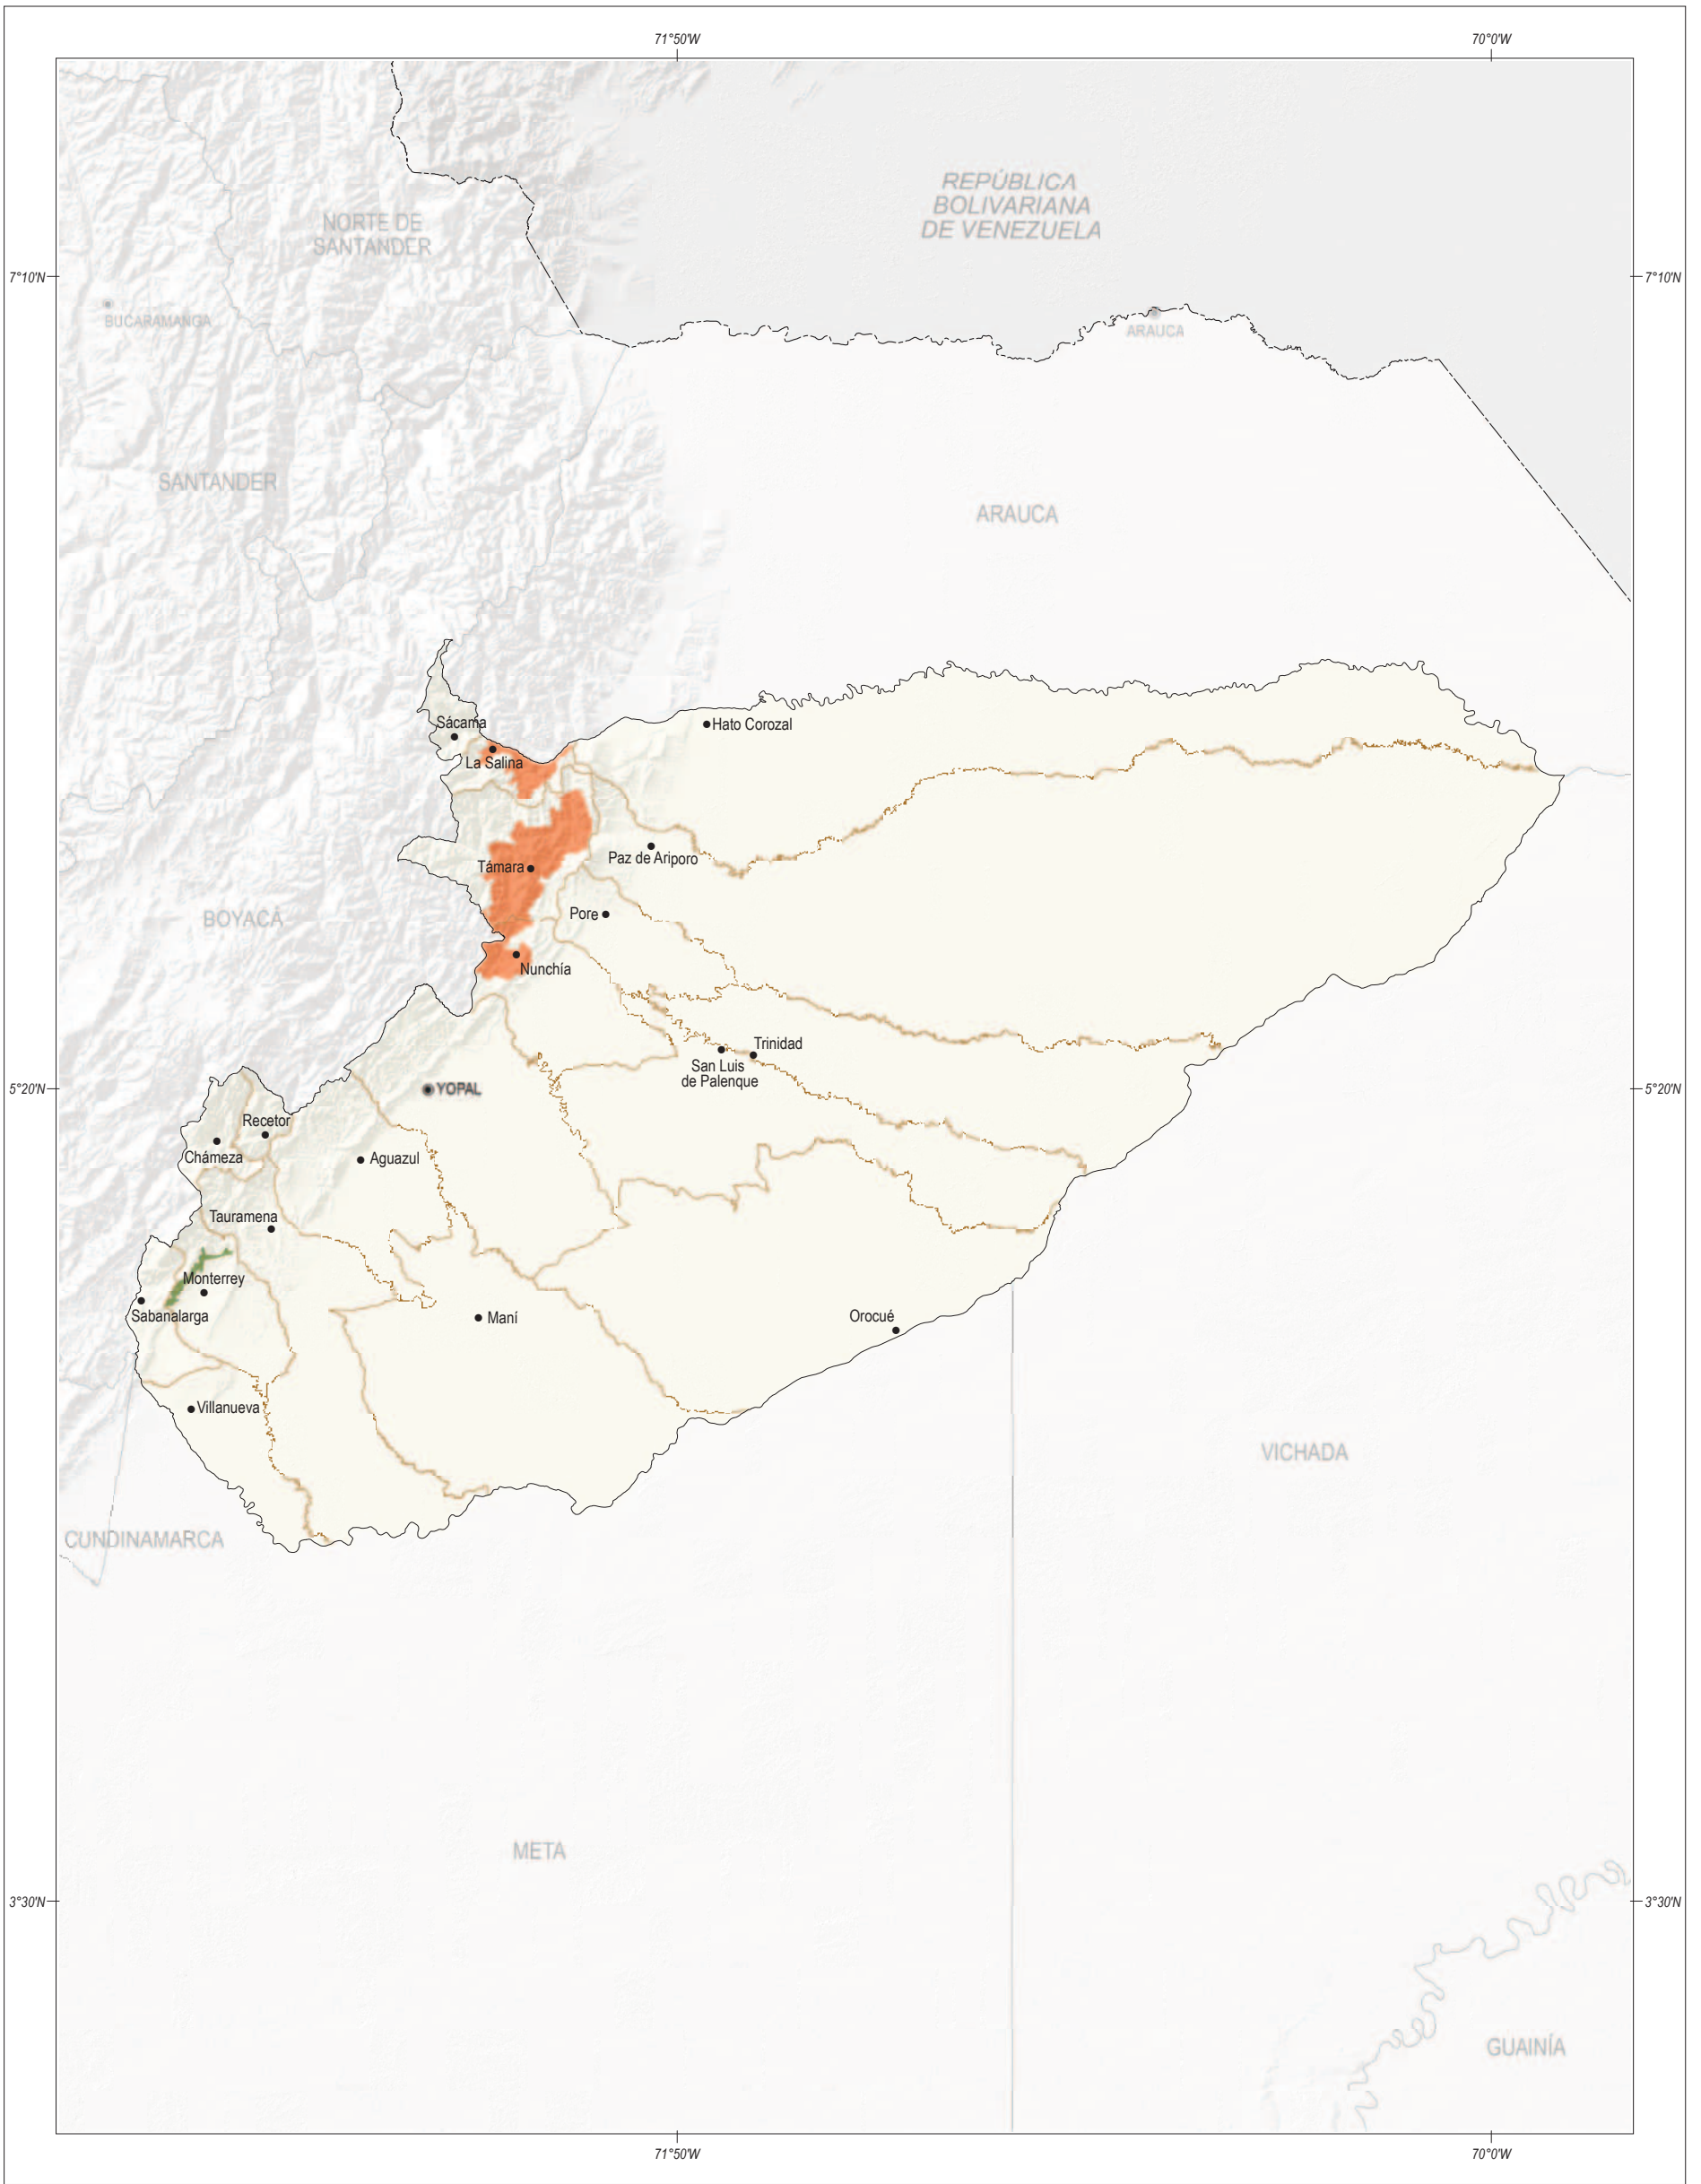 71°50'W
70°0'W
REPÚBLICA
BOLIVARIANA
DE VENEZUELA
NORTE DE
SANTANDER
7°10'N
7°10'N
BUCARAMANGA
ARAUCA
SANTANDER
ARAUCA
Sácama
Hato Corozal
La Salina
Paz de Ariporo
Támara
BOYACÁ
Pore
Nunchía
Trinidad
San Luis
de Palenque
5°20'N
YOPAL
5°20'N
Recetor
Chámeza
Aguazul
Tauramena
Monterrey
Sabanalarga
Maní
Orocué
Villanueva
VICHADA
CUNDINAMARCA
META
3°30'N
3°30'N
GUAINÍA
71°50'W
70°0'W